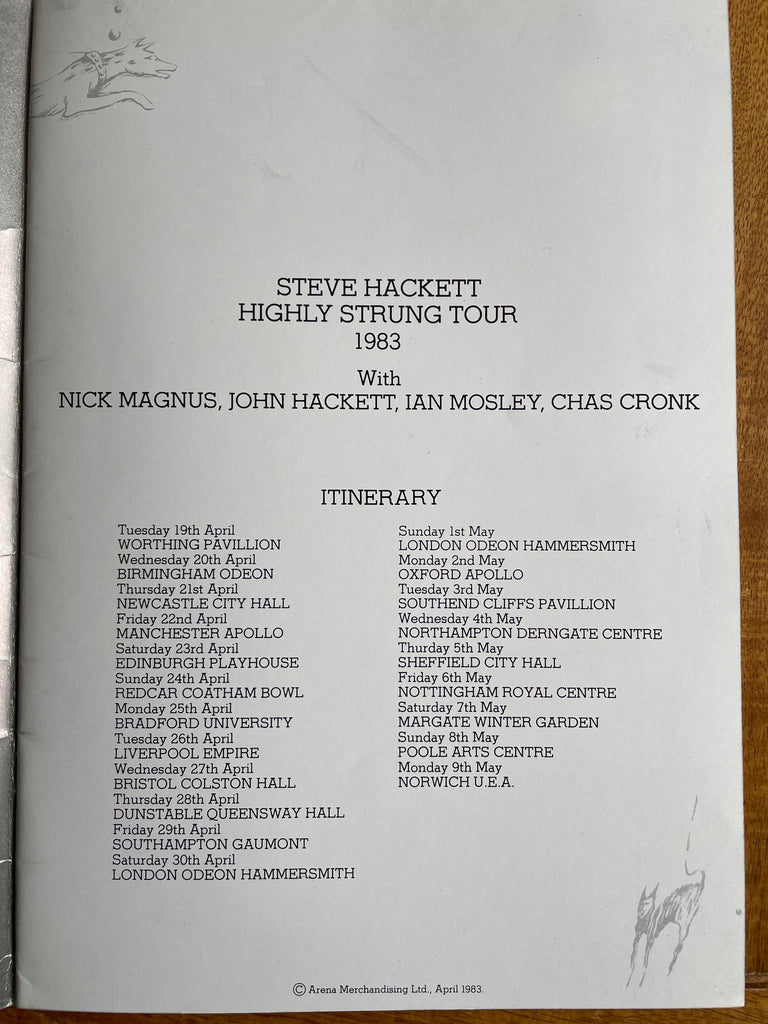 STEVE HACKETT
HIGHLY STRUNG TOUR
1983
With
NICK MAGNUS, JOHN HACKETT, IAN MOSLEY, CHAS CRONK
ITINERARY
Tuesday 19th April
WORTHING PAVILLION
Wednesday 20th April
BIRMINGHAM ODEON
Thursday 21st April
NEWCASTLE CITY HALL
Friday 22nd April
MANCHESTER APOLLO
Saturday 23rd April
EDINBURGH PLAYHOUSE
Sunday 24th April
REDCAR COATHAM BOWL
Monday 25th April
BRADFORD UNIVERSITY
Tuesday 26th April
LIVERPOOL EMPIRE
Wednesday 27th April
BRISTOL COLSTON HALL
Thursday 28th April
DUNSTABLE QUEENSWAY HALL
Friday 29th April
SOUTHAMPTON GAUMONT
Saturday 30th April
LONDON ODEON HAMMERSMITH
Sunday 1st May
LONDON ODEON HAMMERSMITH
Monday 2nd May
OXFORD APOLLO
Tuesday 3rd May
SOUTHEND CLIFFS PAVILLION
Wednesday 4th May
NORTHAMPTON DERNGATE CENTRE
Thurday 5th May
SHEFFIELD CITY HALL
Friday 6th May
NOTTINGHAM ROYAL CENTRE
Saturday 7th May
MARGATE WINTER GARDEN
Sunday 8th May
POOLE ARTS CENTRE
Monday 9th May
NORWICH U.E.A.
© Arena Merchandising Ltd., April 1983.